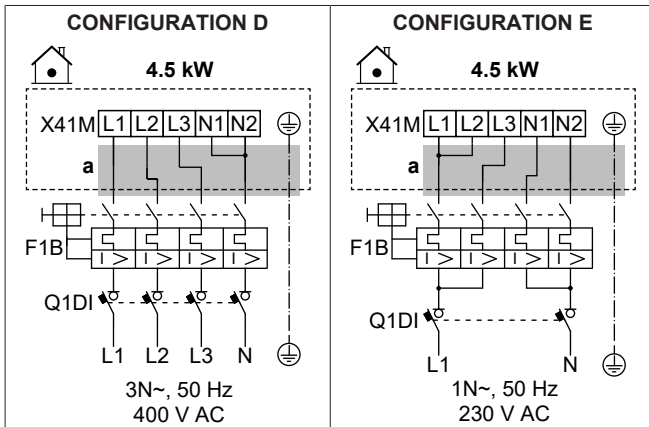 CONFIGURATION D
4.5 kW
X41M L1 L2 L3 N1 N2
a
F1B
I > I > I > I >
Q1DI
L1 L2 L3 N
3N~, 50 Hz
400 V AC
CONFIGURATION E
4.5 kW
X41M L1 L2 L3 N1 N2
a
F1B
I > I > I > I >
Q1DI
L1 N
1N~, 50 Hz
230 V AC